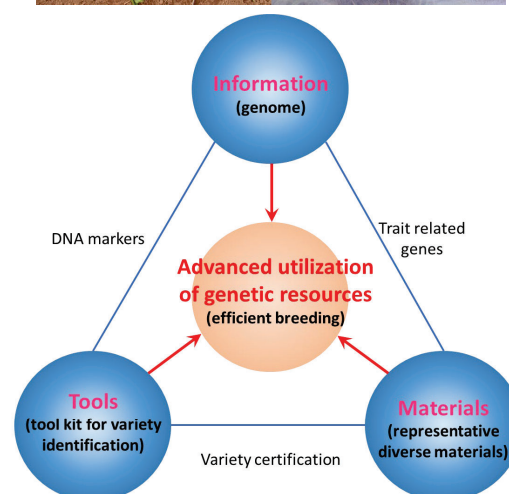 Information
(genome)
DNA markers
Trait related
genes
Advanced utilization
of genetic resources
(efficient breeding)
Tools
(tool kit for variety
identification)
Materials
(representative
diverse materials)
Variety certification